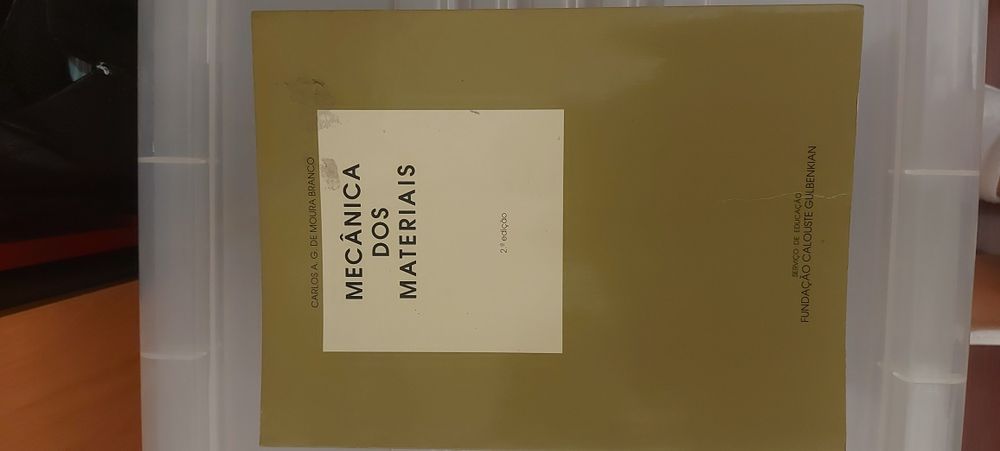 CARLOS A. G. DE MOURA BRANCO
MECÂNICA
DOS
MATERIAIS
2.ª edição
SERVIÇO DE EDUCAÇÃO
FUNDAÇÃO CALOUSTE GULBENKIAN